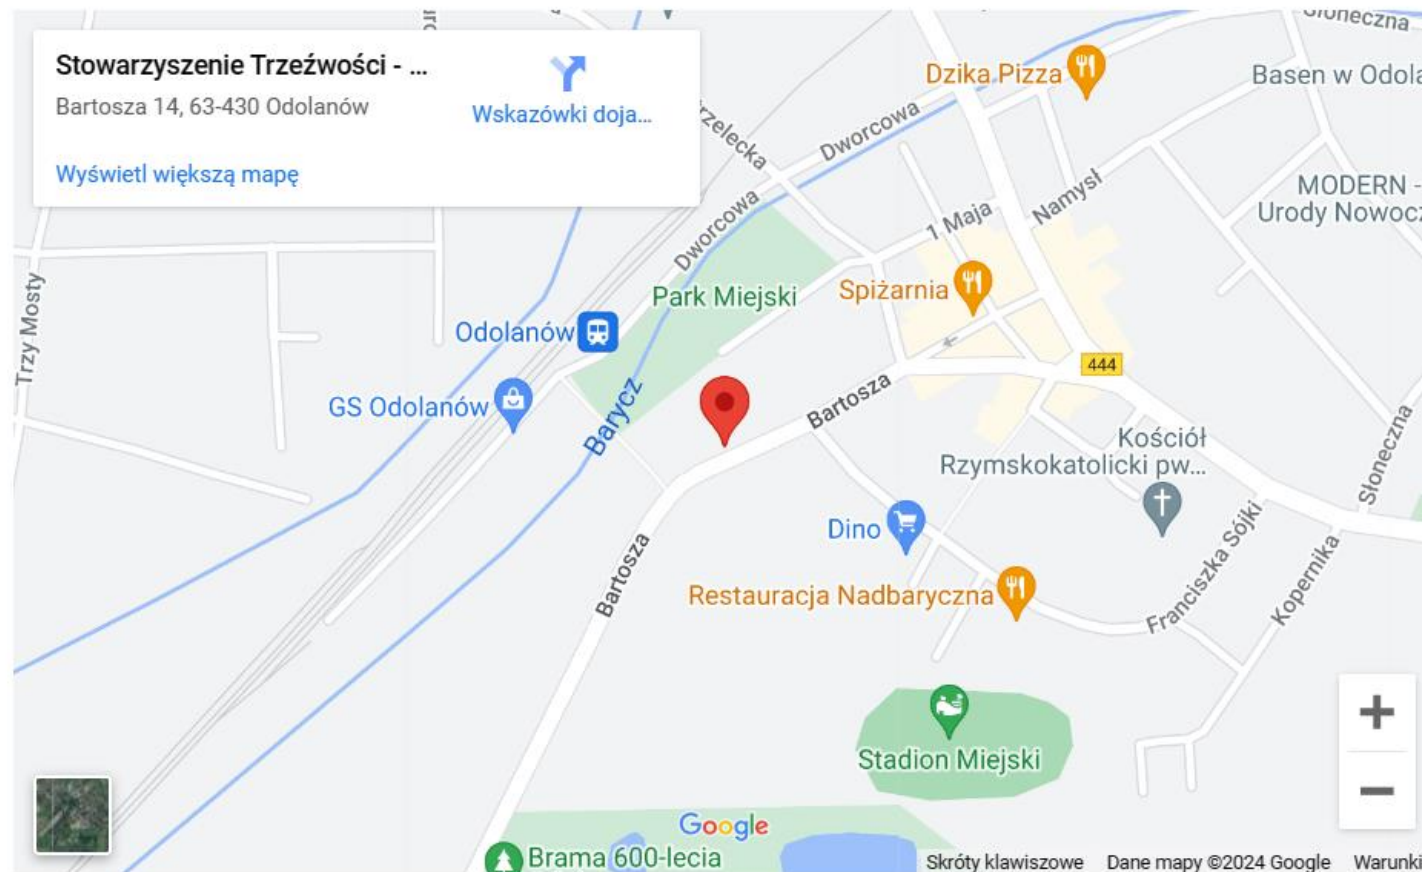 Stowarzyszenie Trzeźwości - ...
Bartosza 14, 63-430 Odolanów
Wskazówki doja...
Wyświetl większą mapę
Słoneczna
Dzika Pizza
Basen w Odola
Dworcowa
MODERN -
Urody Nowocz
Namysł
1 Maja
Dworcowa
Park Miejski
Spiżarnia
Trzy Mosty
Odolanów
444
GS Odolanów
Bartosza
Barycz
Kościół
Rzymskokatolicki pw...
Słoneczna
Dino
Franciszka Sójki
Kopernika
Bartosza
Restauracja Nadbaryczna
Stadion Miejski
Google
Brama 600-lecia
Skróty klawiszowe
Dane mapy ©2024 Google
Warunki